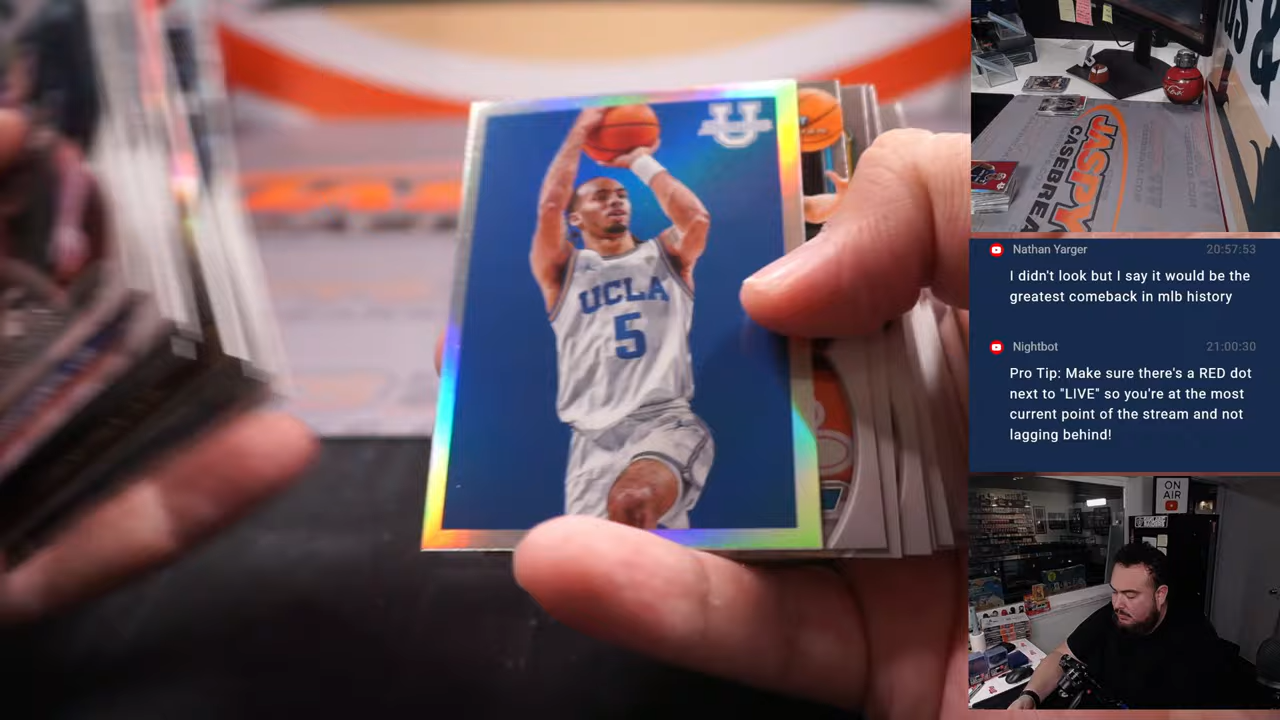 UCLA
5
U
JASPY
CASEBREA
&
Nathan Yarger 20:57:53
I didn't look but I say it would be the
greatest comeback in mlb history
Nightbot 21:00:30
Pro Tip: Make sure there's a RED dot
next to "LIVE" so you're at the most
current point of the stream and not
lagging behind!
ON
AIR